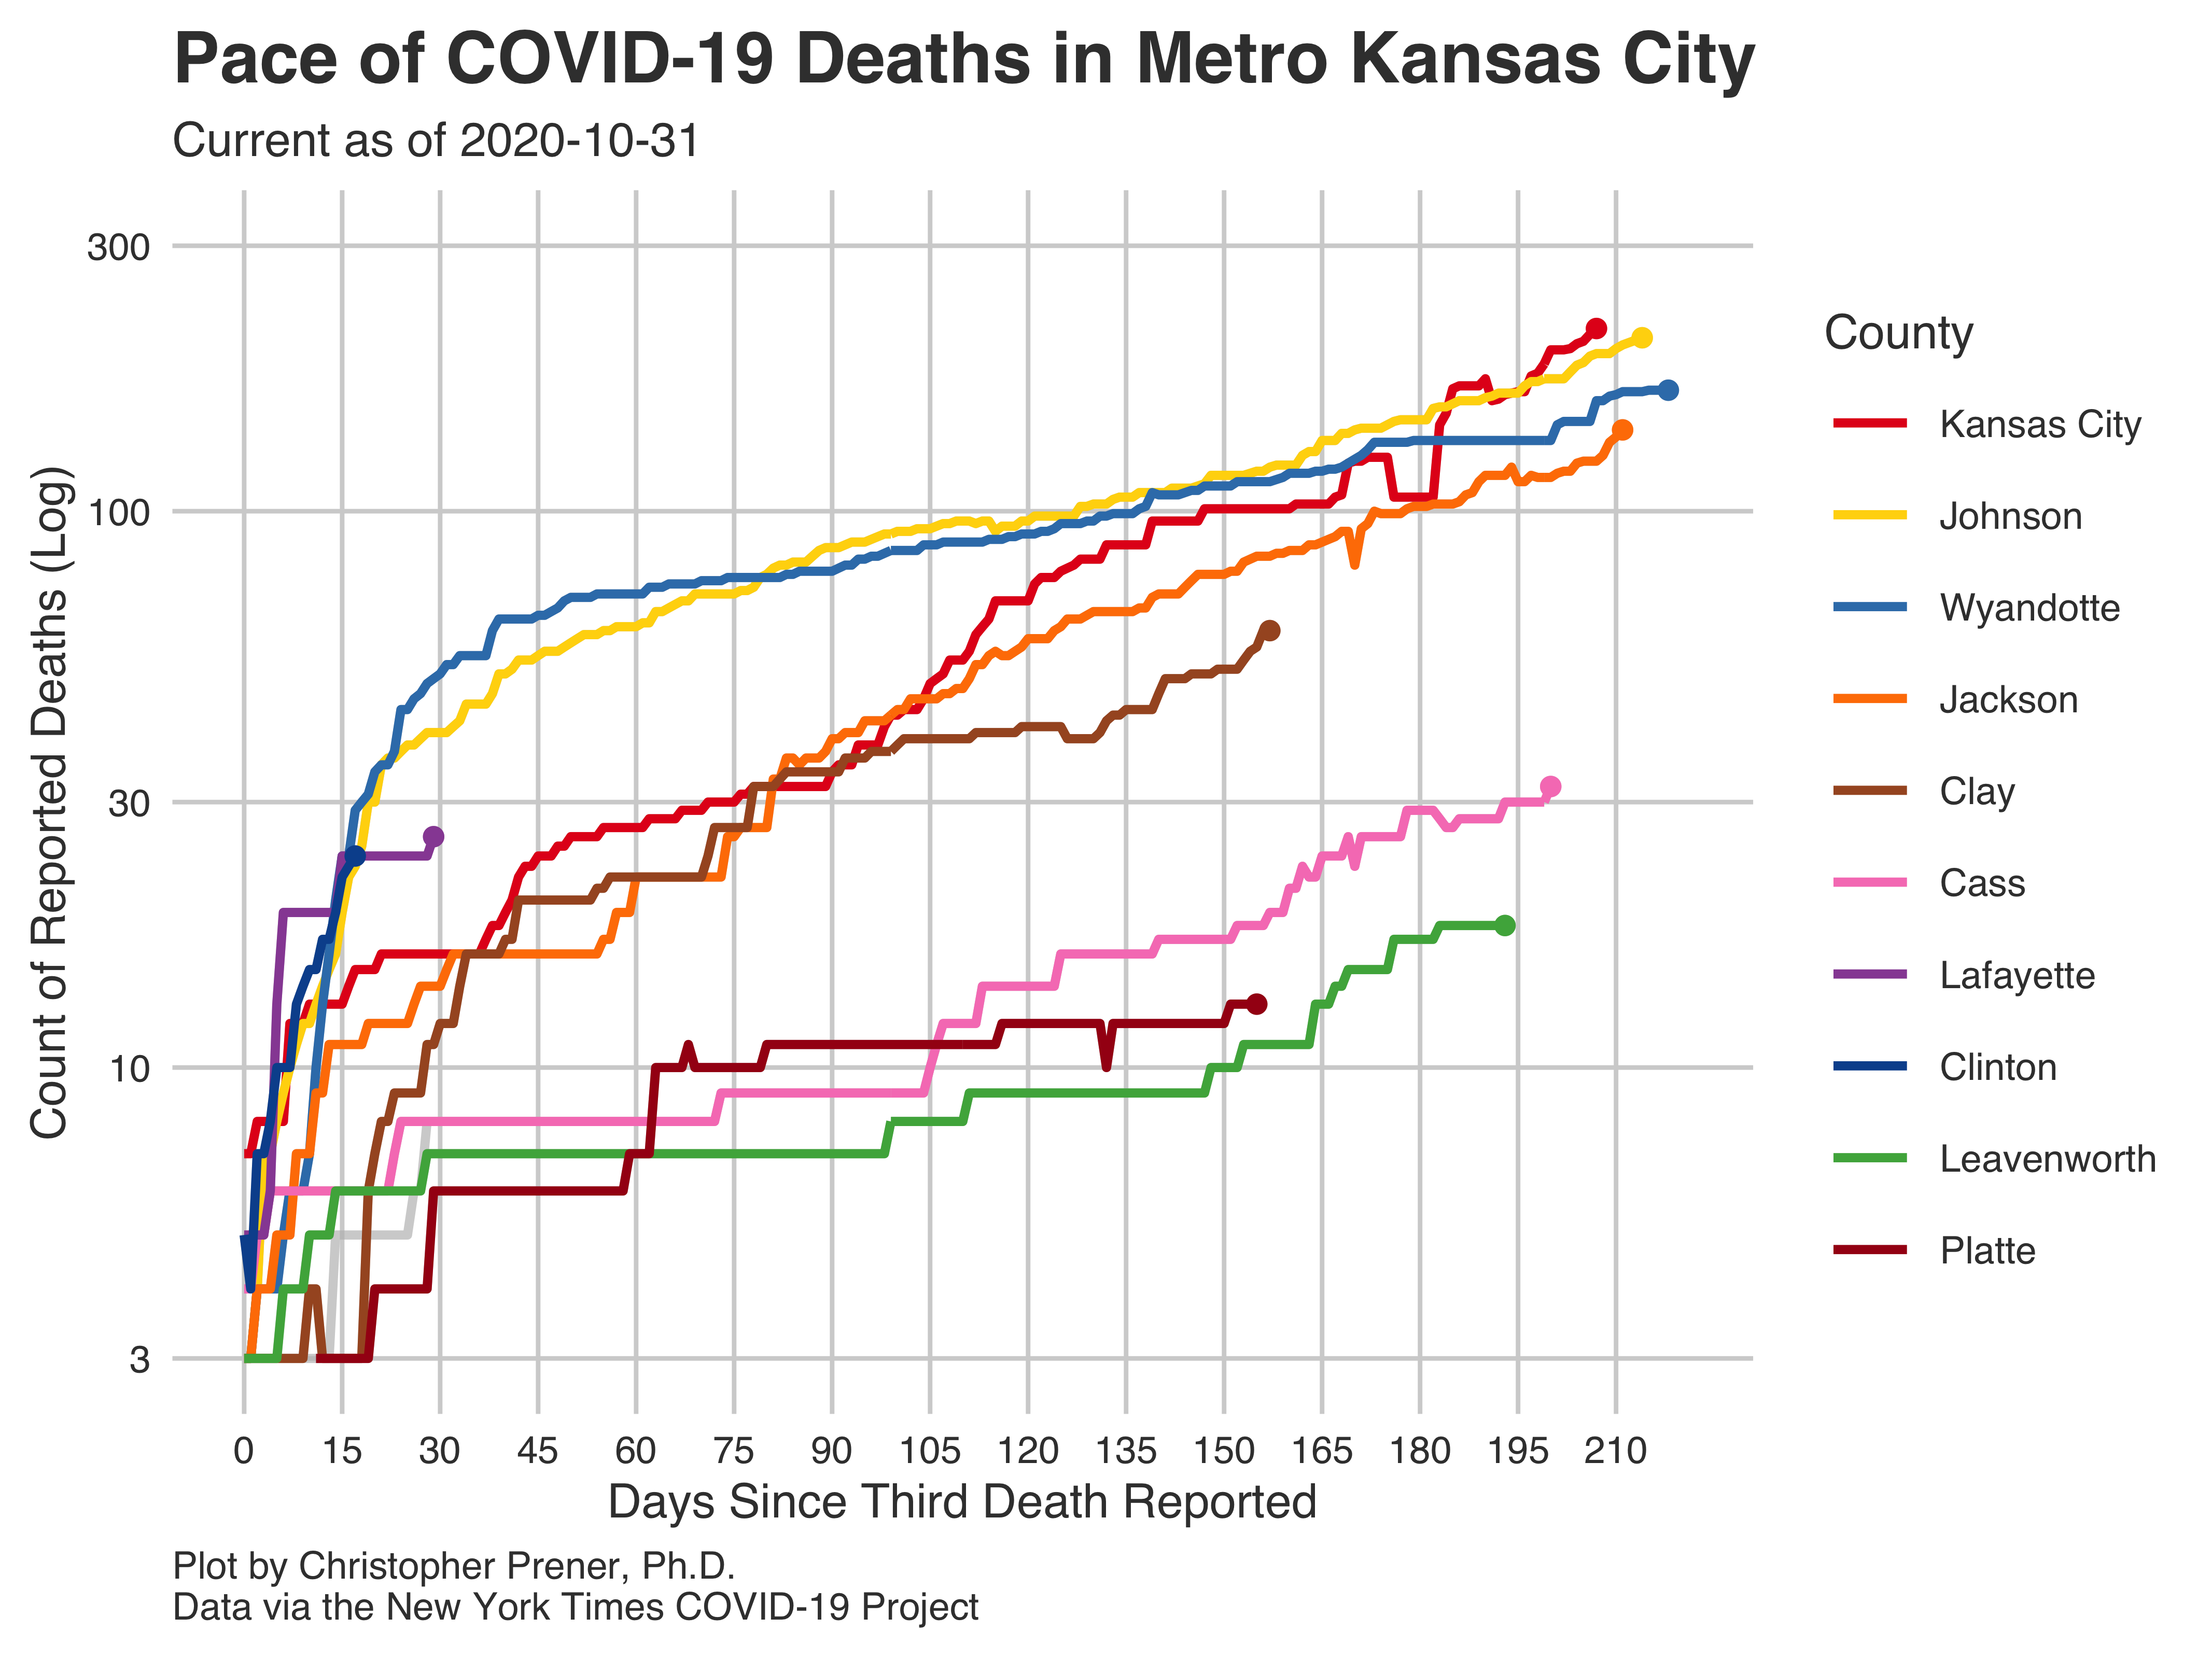 Pace of COVID-19 Deaths in Metro Kansas City
Current as of 2020-10-31
Count of Reported Deaths (Log)
300
100
30
10
3
0 15 30 45 60 75 90 105 120 135 150 165 180 195 210
Days Since Third Death Reported
County
Kansas City
Johnson
Wyandotte
Jackson
Clay
Cass
Lafayette
Clinton
Leavenworth
Platte
Plot by Christopher Prener, Ph.D.
Data via the New York Times COVID-19 Project